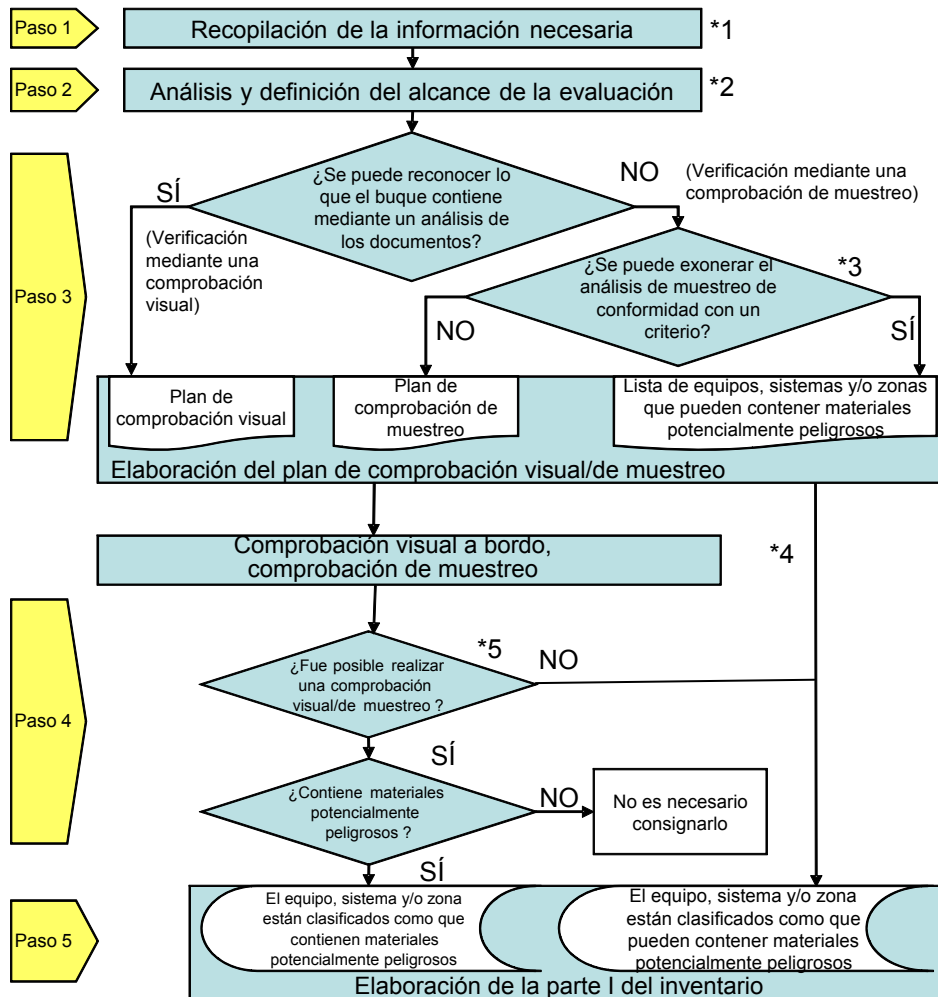 Paso 1
Recopilación de la información necesaria
*1
Paso 2
Análisis y definición del alcance de la evaluación
*2
Paso 3
¿Se puede reconocer lo
que el buque contiene
mediante un análisis de
los documentos?
SÍ
(Verificación
mediante una
comprobación
visual)
NO
(Verificación mediante una
comprobación de muestreo)
¿Se puede exonerar el
análisis de muestreo de
conformidad con un
criterio?
*3
NO
SÍ
Plan de
comprobación visual
Plan de
comprobación de
muestreo
Lista de equipos, sistemas y/o zonas
que pueden contener materiales
potencialmente peligrosos
Elaboración del plan de comprobación visual/de muestreo
Comprobación visual a bordo,
comprobación de muestreo
*4
Paso 4
¿Fue posible realizar
una comprobación
visual/de muestreo ?
*5
NO
SÍ
¿Contiene materiales
potencialmente
peligrosos ?
NO
No es necesario
consignarlo
SÍ
Paso 5
El equipo, sistema y/o zona
están clasificados como que
contienen materiales
potencialmente peligrosos
El equipo, sistema y/o zona
están clasificados como que
pueden contener materiales
potencialmente peligrosos
Elaboración de la parte I del inventario